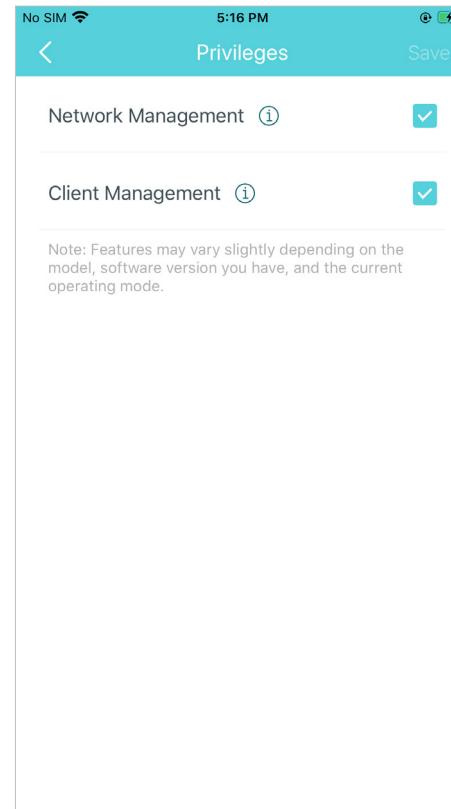 No SIM 5:16 PM
Privileges Save
Network Management
Client Management
Note: Features may vary slightly depending on the
model, software version you have, and the current
operating mode.